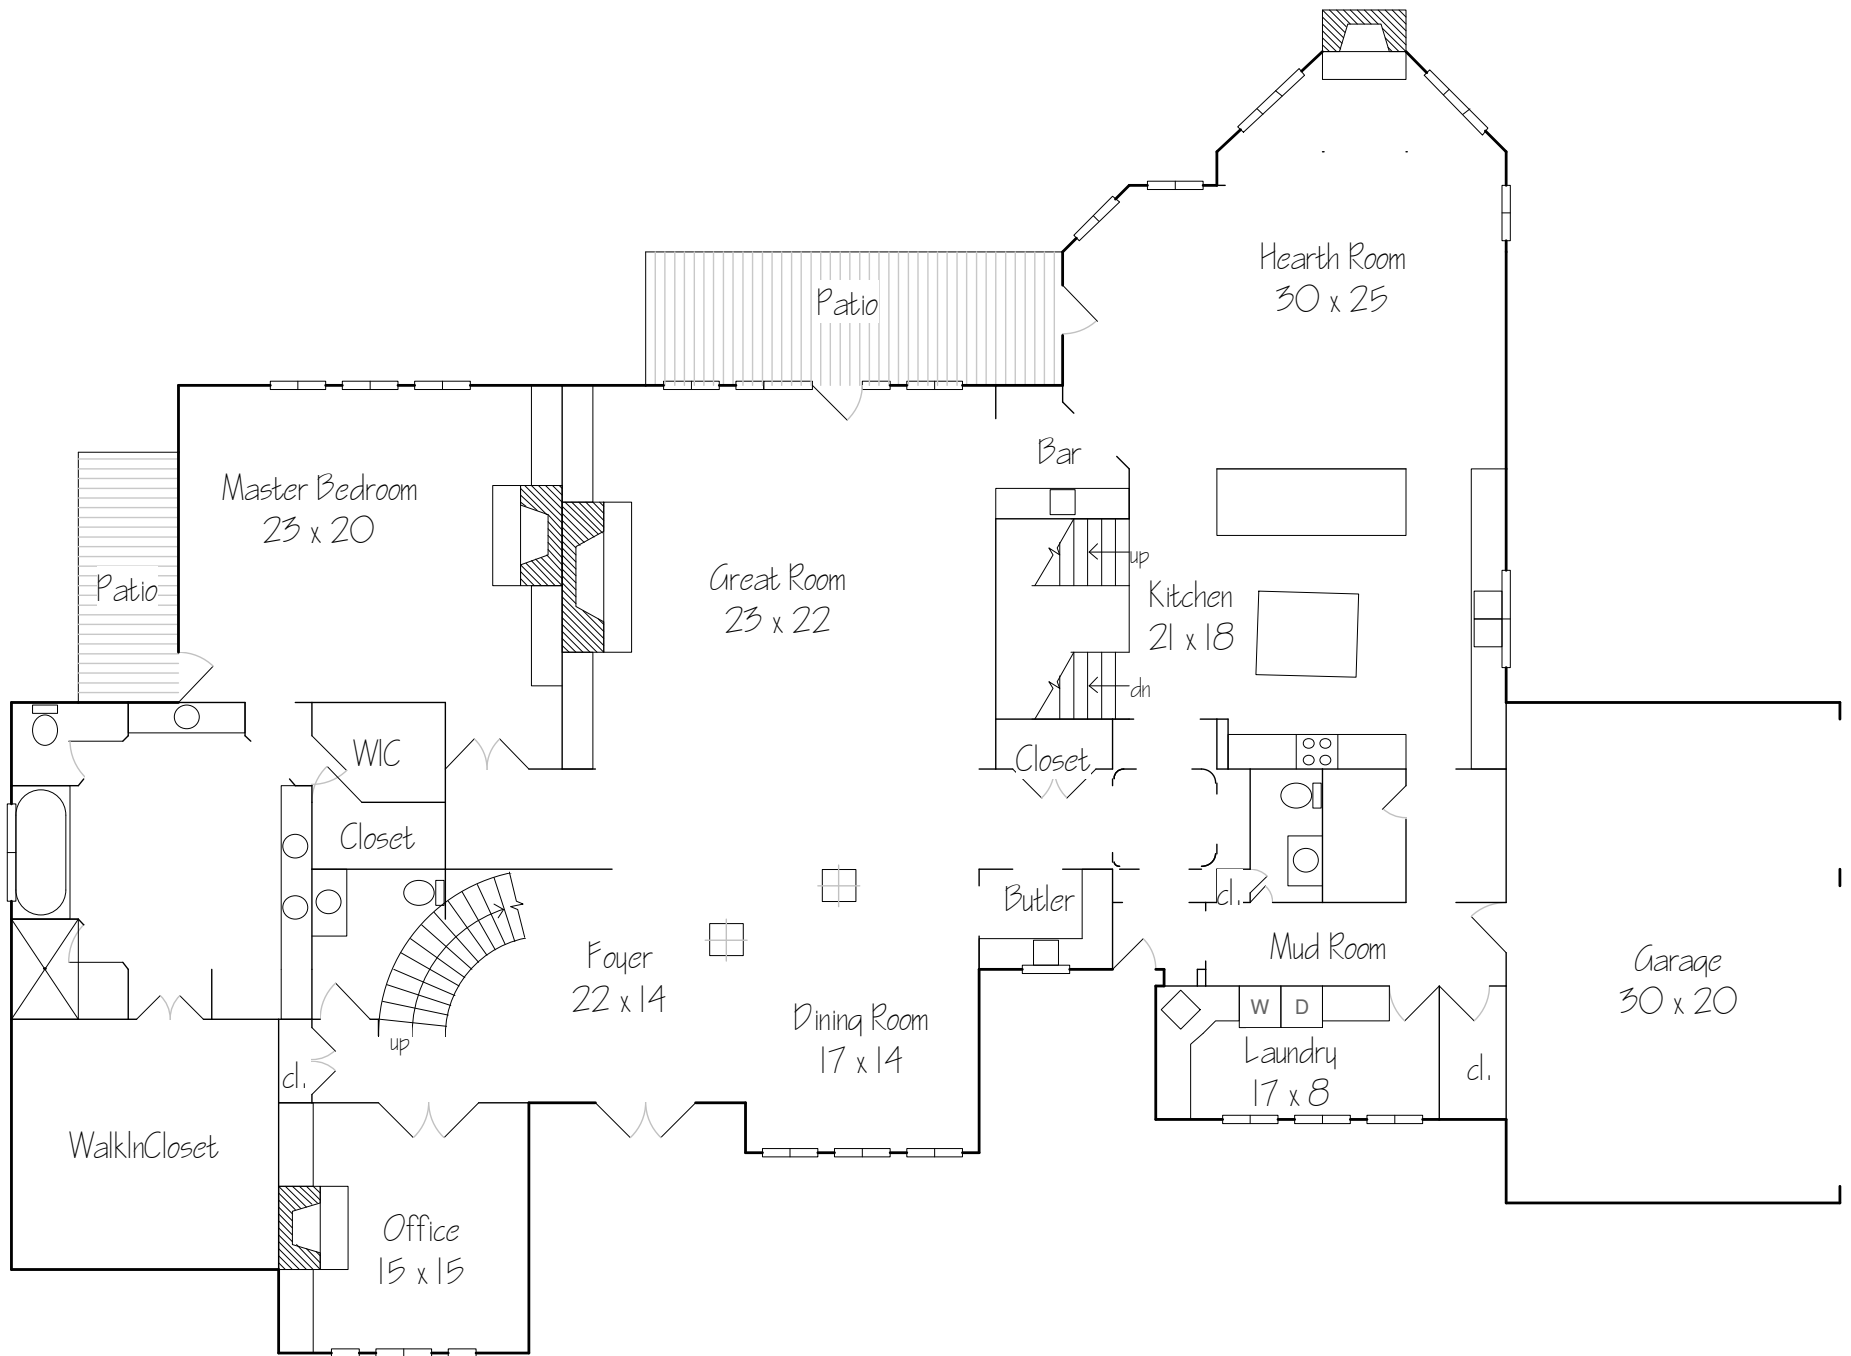 Hearth Room
30 x 25
Patio
Bar
Master Bedroom
23 x 20
up
Great Room
23 x 22
Patio
Kitchen
21 x 18
dn
WIC
Closet
Closet
cl.
Butler
Mud Room
Foyer
22 x 14
Garage
30 x 20
W
D
Dining Room
17 x 14
up
Laundry
17 x 8
cl.
cl.
WalkInCloset
Office
15 x 15